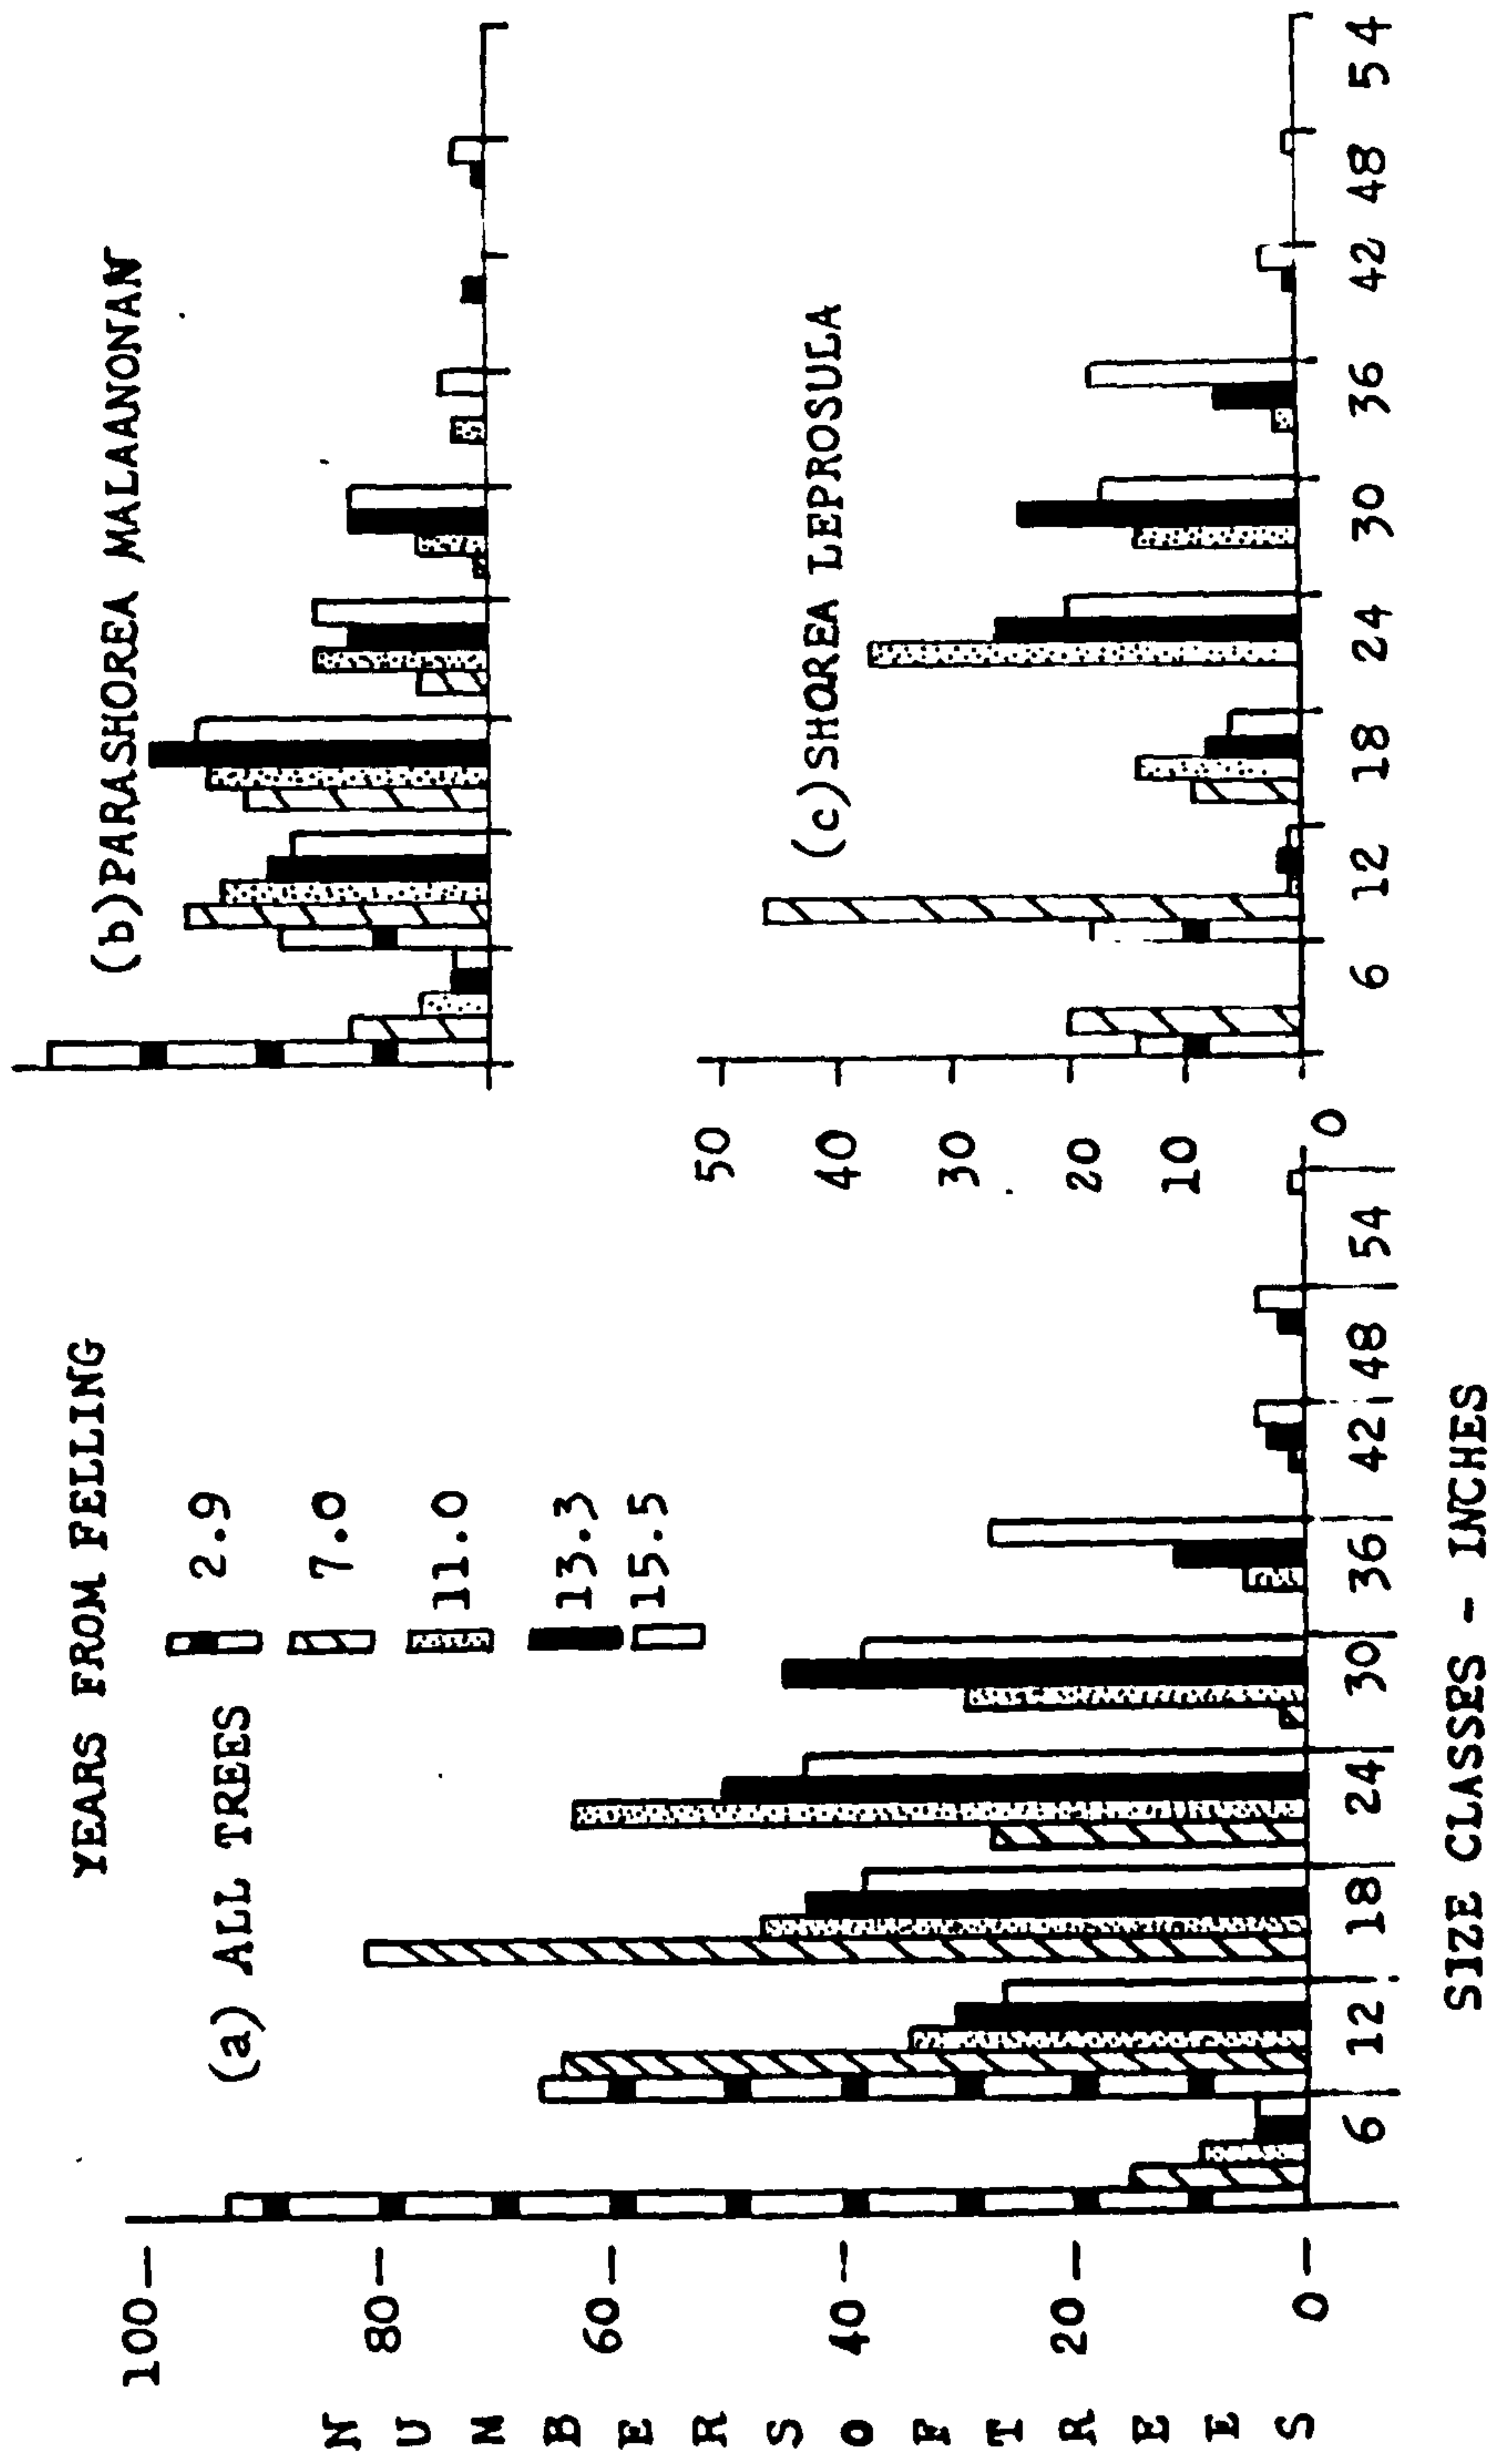 YEARS FROM FELLING
2.9
7.0
11.0
13.3
15.5
(a) ALL TREES
NUMBERS OF TREES
100
80
60
40
20
0
6 12 18 24 30 36 42 48 54
SIZE CLASSES - INCHES
(b) PARASHOREA MALAANONAN
(c) SHOREA LEPROSULA
50
40
30
20
10
0
6 12 18 24 30 36 42 48 54